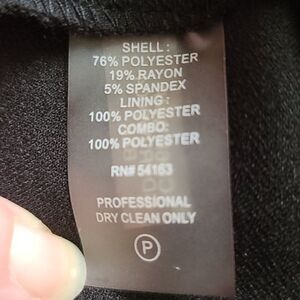 SHELL:
76% POLYESTER
19% RAYON
5% SPANDEX
LINING:
100% POLYESTER
COMBO:
100% POLYESTER
RN# 54163
PROFESSIONAL
DRY CLEAN ONLY
P